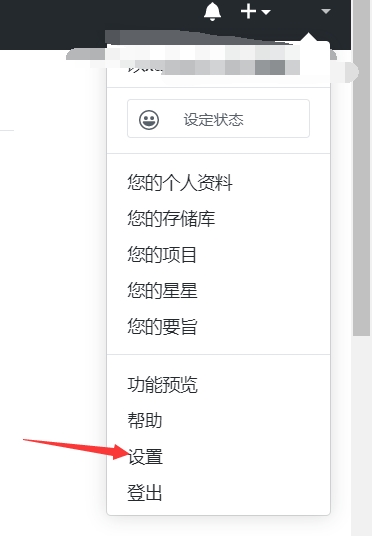 设定状态
您的个人资料
您的存储库
您的项目
您的星星
您的要旨
功能预览
帮助
设置
登出